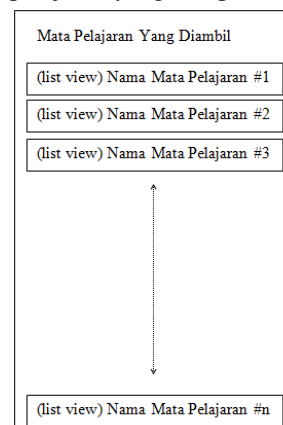 Mata Pelajaran Yang Diambil
(list view) Nama Mata Pelajaran #1
(list view) Nama Mata Pelajaran #2
(list view) Nama Mata Pelajaran #3
(list view) Nama Mata Pelajaran #n